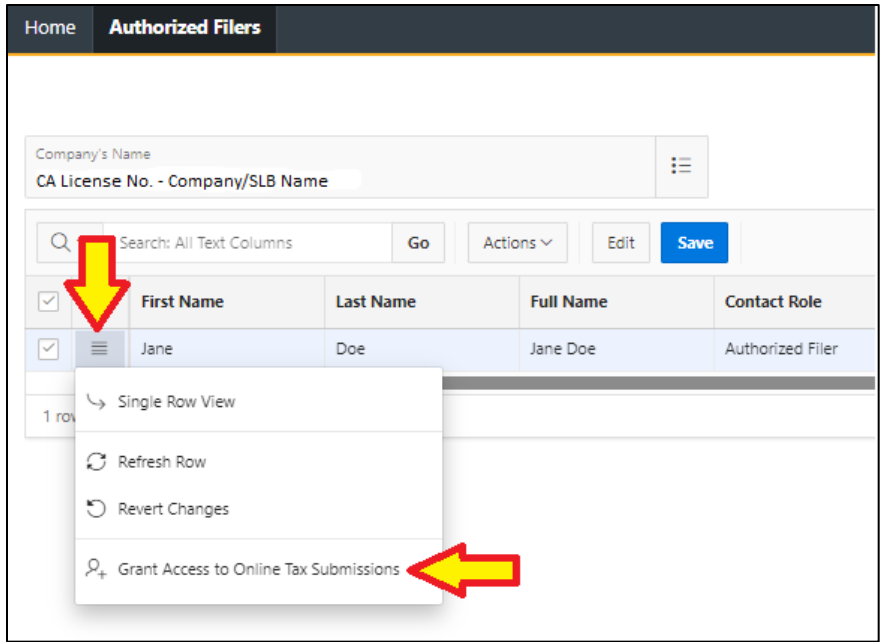 Home Authorized Filers
Company's Name
CA License No. - Company/SLB Name
Search: All Text Columns Go Actions Edit Save
First Name Last Name Full Name Contact Role
Jane Doe Jane Doe Authorized Filer
Single Row View
1 row
Refresh Row
Revert Changes
Grant Access to Online Tax Submissions